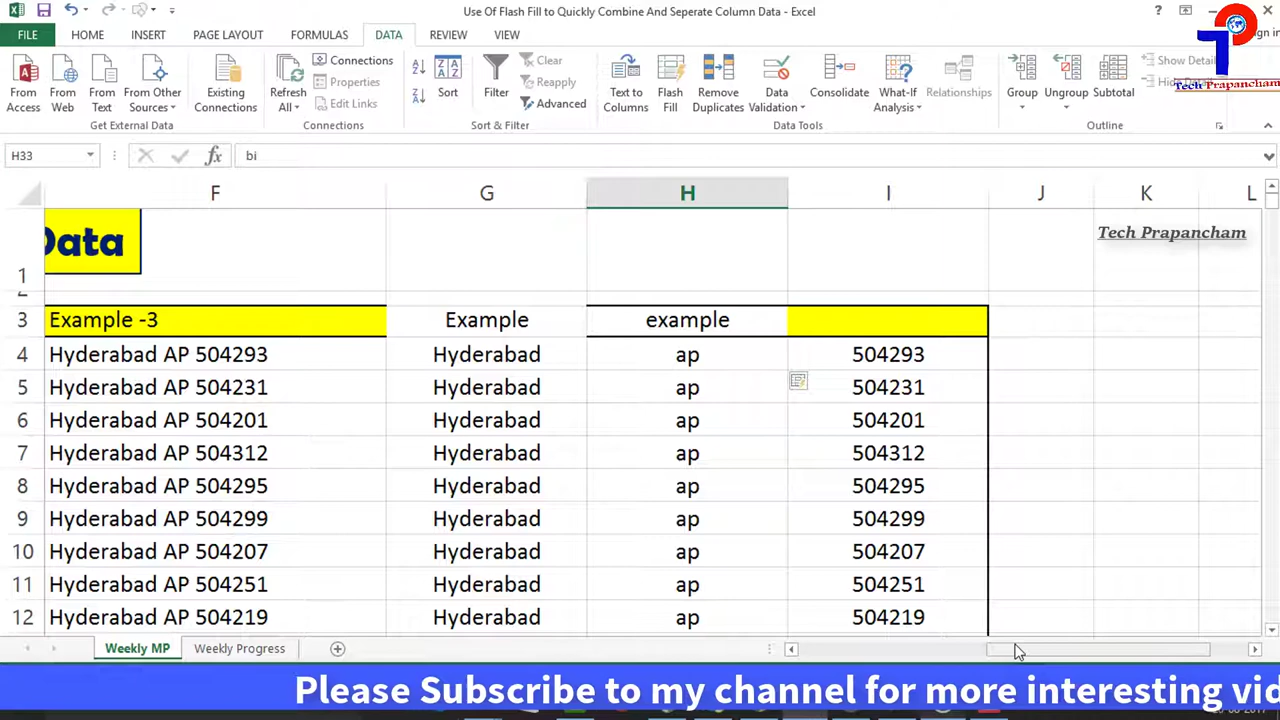 Use Of Flash Fill to Quickly Combine And Seperate Column Data - Excel
FILE HOME INSERT PAGE LAYOUT FORMULAS DATA REVIEW VIEW
From Access
From Web
From Text
From Other Sources
Get External Data
Existing Connections
Refresh All
Connections
Properties
Edit Links
Connections
Sort
Filter
Clear
Reapply
Advanced
Sort & Filter
Text to Columns
Flash Fill
Remove Duplicates
Data Validation
Consolidate
What-If Analysis
Relationships
Data Tools
Group
Ungroup
Subtotal
Show Detail
Outline
Tech Prapancham
H33 fx bi
F G H I J K L
1 Data Tech Prapancham
2
3 Example -3 Example example
4 Hyderabad AP 504293 Hyderabad ap 504293
5 Hyderabad AP 504231 Hyderabad ap 504231
6 Hyderabad AP 504201 Hyderabad ap 504201
7 Hyderabad AP 504312 Hyderabad ap 504312
8 Hyderabad AP 504295 Hyderabad ap 504295
9 Hyderabad AP 504299 Hyderabad ap 504299
10 Hyderabad AP 504207 Hyderabad ap 504207
11 Hyderabad AP 504251 Hyderabad ap 504251
12 Hyderabad AP 504219 Hyderabad ap 504219
Weekly MP Weekly Progress
Please Subscribe to my channel for more interesting vid